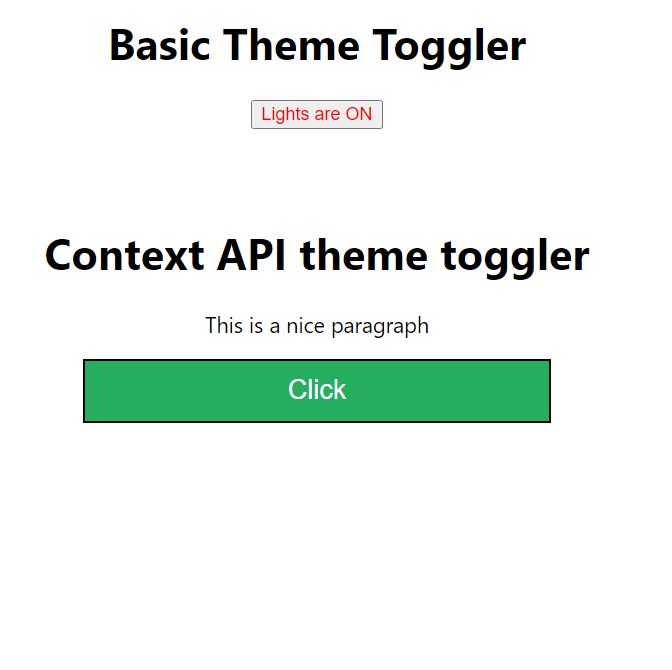 Basic Theme Toggler
Lights are ON
Context API theme toggler
This is a nice paragraph
Click